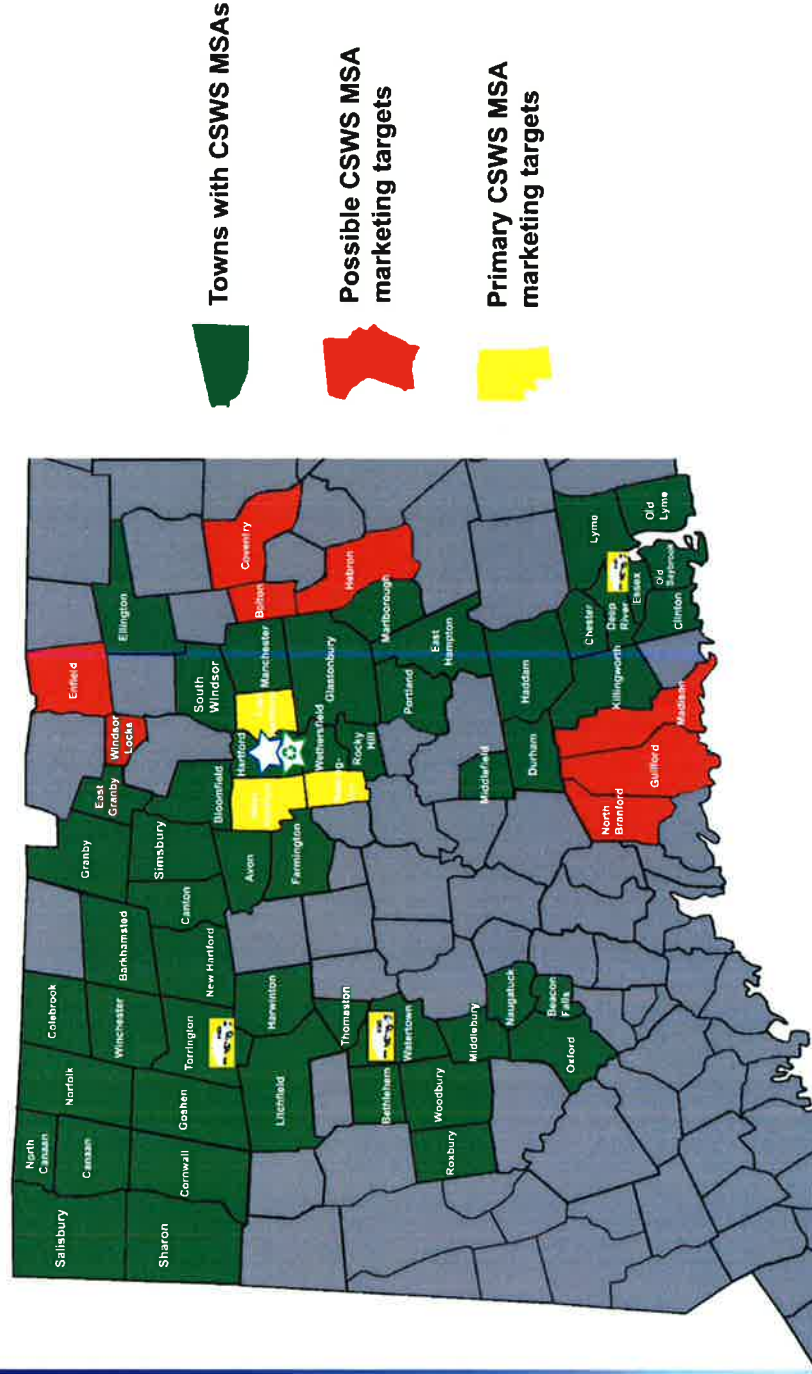 Towns with CSWS MSAs
Possible CSWS MSA
marketing targets
Primary CSWS MSA
marketing targets
Salisbury
North
Canaan
Canaan
Norfolk
Colebrook
Sharon
Cornwall
Goshen
Winchester
Barkhamsted
Granby
East
Granby
Windsor
Locks
Enfield
Ellington
Torrington
New Hartford
Canton
Simsbury
Bloomfield
South
Windsor
Litchfield
Harwinton
Avon
Farmington
Hartford
Manchester
Bolton
Coventry
Thomaston
Wethersfield
Glastonbury
Hebron
Rocky
Hill
Marlborough
Bethlehem
Watertown
Portland
East
Hampton
Roxbury
Woodbury
Middlebury
Naugatuck
Middlefield
Durham
Haddam
Oxford
Beacon
Falls
North
Branford
Guilford
Madison
Killingworth
Chester
Deep
River
Essex
Lyme
Clinton
Old
Saybrook
Old
Lyme